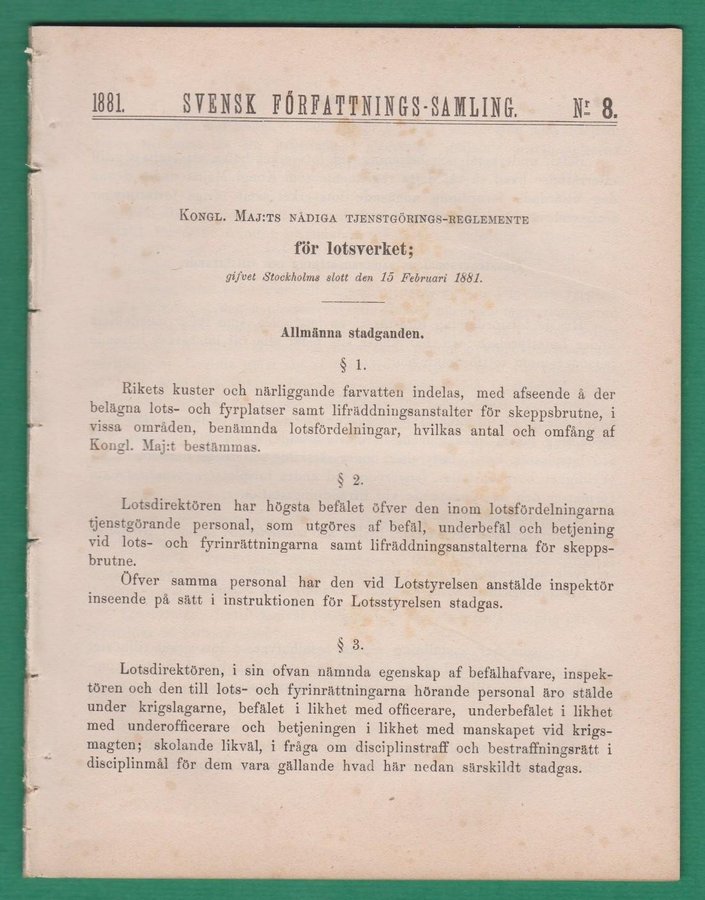 1881. SVENSK FÖRFATTNINGS-SAMLING. Nr 8.
KONGL. MAJ:TS NÅDIGA TJENSTGÖRINGS-REGLEMENTE
för lotsverket;
gifvet Stockholms slott den 15 Februari 1881.
Allmänna stadganden.
§ 1.
Rikets kuster och närliggande farvatten indelas, med afseende å der
belägna lots- och fyrplatser samt lifräddningsanstalter för skeppsbrutne, i
vissa områden, benämnda lotsfördelningar, hvilkas antal och omfång af
Kongl. Maj:t bestämmas.
§ 2.
Lotsdirektören har högsta befälet öfver den inom lotsfördelningarna
tjenstgörande personal, som utgöres af befäl, underbefäl och betjening
vid lots- och fyrinrättningarna samt lifräddningsanstalterna för skepps-
brutne.
Öfver samma personal har den vid Lotstyrelsen anstälde inspektör
inseende på sätt i instruktionen för Lotsstyrelsen stadgas.
§ 3.
Lotsdirektören, i sin ofvan nämnda egenskap af befälhafvare, inspek-
tören och den till lots- och fyrinrättningarna hörande personal äro stälde
under krigslagarne, befälet i likhet med officerare, underbefälet i likhet
med underofficerare och betjeningen i likhet med manskapet vid krigs-
magten; skolande likväl, i fråga om disciplinstraff och bestraffningsrätt i
disciplinmål för dem vara gällande hvad här nedan särskildt stadgas.